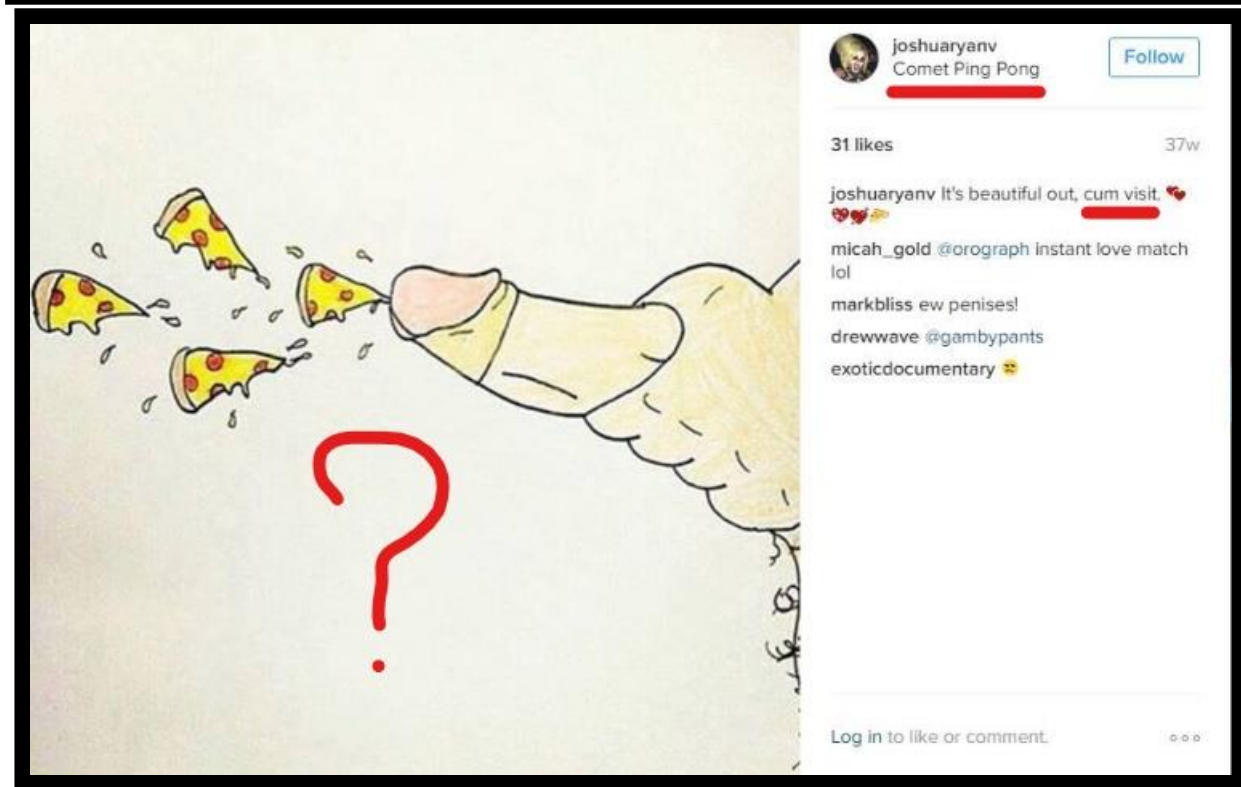 joshuaryanv
Comet Ping Pong
Follow
31 likes
37w
joshuaryanv It's beautiful out, cum visit.
micah_gold @orograph instant love match
lol
markbliss ew penises!
drewwave @gambypants
exoticdocumentary
?
Log in to like or comment.